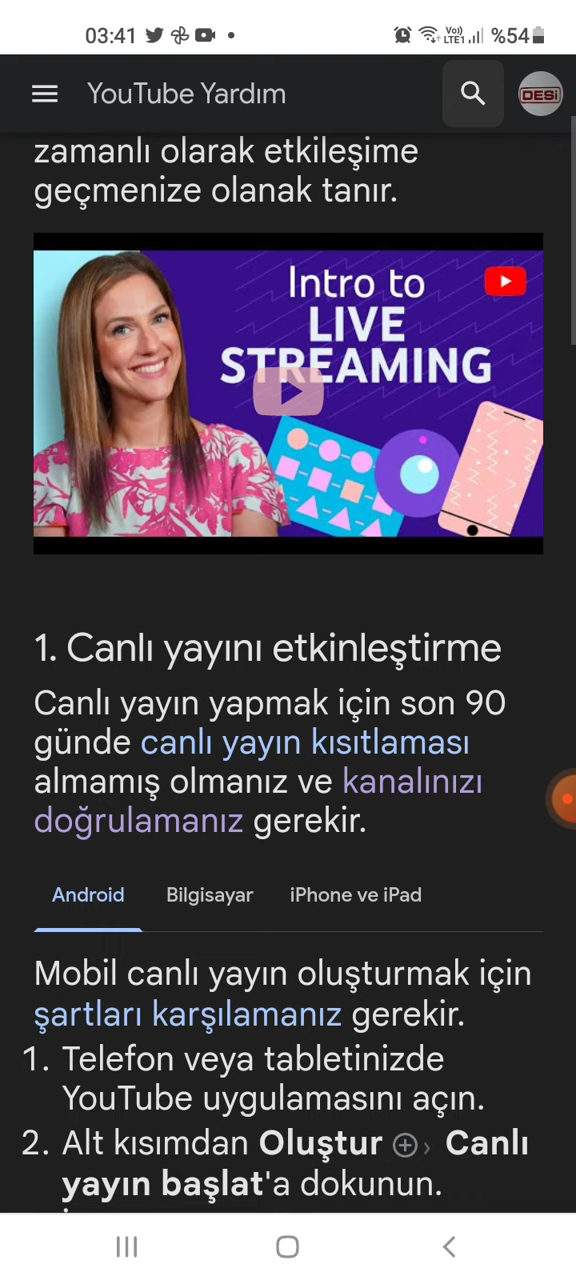 03:41
Vo)) LTE1 %54
YouTube Yardım
DESi
zamanlı olarak etkileşime
geçmenize olanak tanır.
Intro to
LIVE
STREAMING
1. Canlı yayını etkinleştirme
Canlı yayın yapmak için son 90
günde canlı yayın kısıtlaması
almamış olmanız ve kanalınızı
doğrulamanız gerekir.
Android Bilgisayar iPhone ve iPad
Mobil canlı yayın oluşturmak için
şartları karşılamanız gerekir.
1. Telefon veya tabletinizde
YouTube uygulamasını açın.
2. Alt kısımdan Oluştur Canlı
yayın başlat'a dokunun.